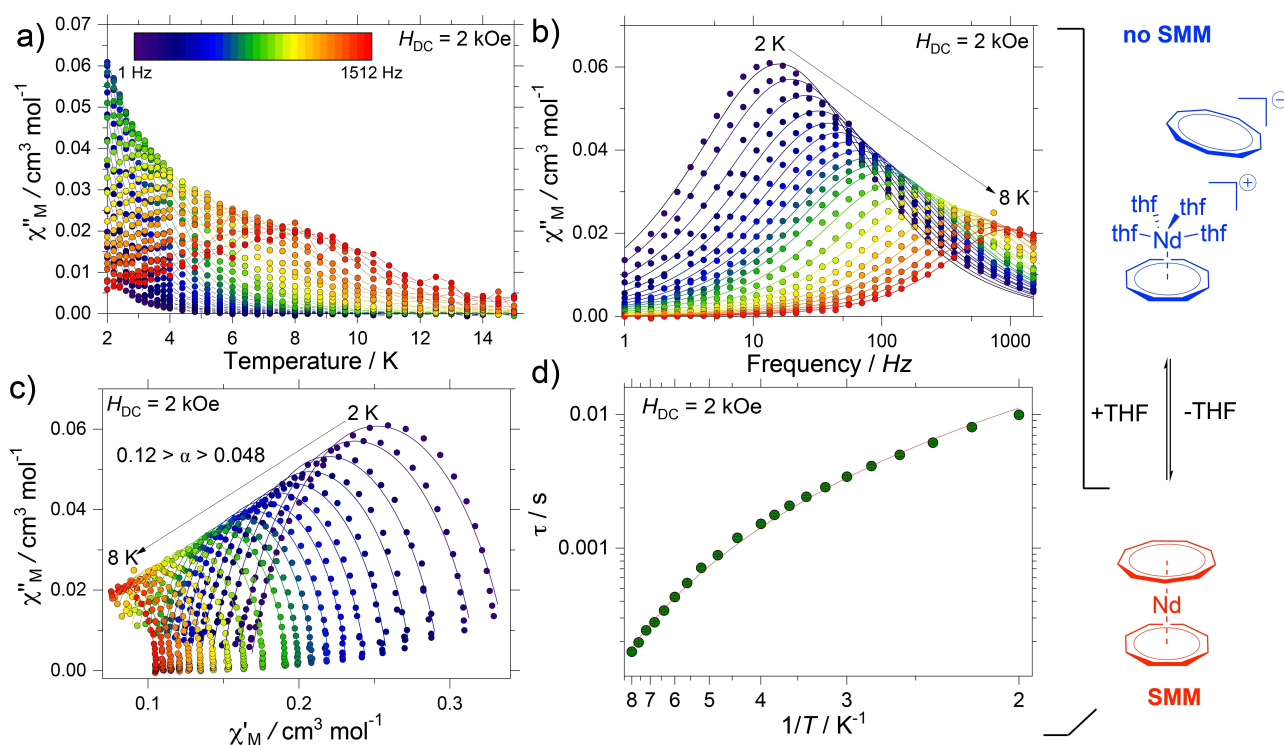 a)
H_DC = 2 kOe
1 Hz
1512 Hz
χ''_M / cm³ mol⁻¹
0.07
0.06
0.05
0.04
0.03
0.02
0.01
0.00
2 4 6 8 10 12 14
Temperature / K
b)
H_DC = 2 kOe
2 K
8 K
χ''_M / cm³ mol⁻¹
0.06
0.04
0.02
0.00
1 10 100 1000
Frequency / Hz
c)
H_DC = 2 kOe
2 K
0.12 > α > 0.048
8 K
χ''_M / cm³ mol⁻¹
0.06
0.04
0.02
0.00
0.1 0.2 0.3
χ'_M / cm³ mol⁻¹
d)
H_DC = 2 kOe
τ / s
0.01
0.001
8 7 6 5 4 3 2
1/T / K⁻¹
no SMM
⊖
⊕
thf thf
thf Nd thf
+THF -THF
Nd
SMM